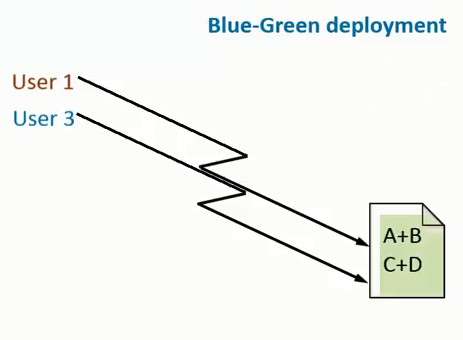 Blue-Green deployment
User 1
User 3
A+B
C+D